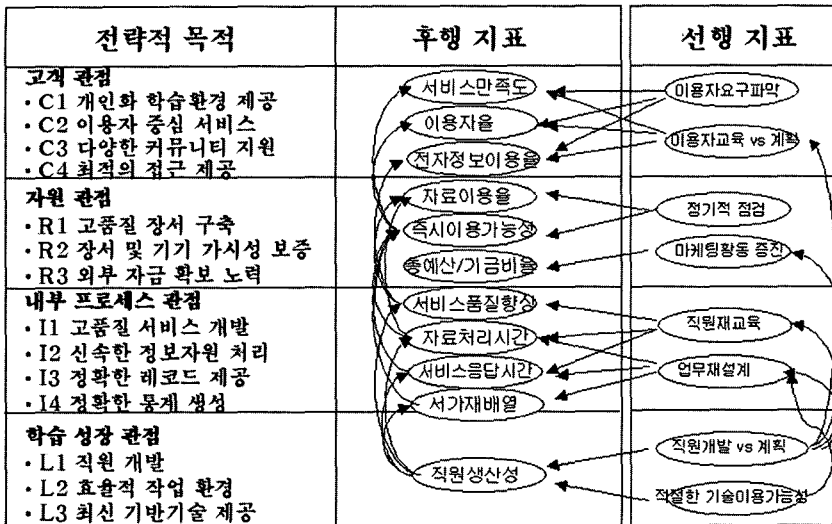 전략적 목적
후행 지표
선행 지표
고객 관점
· C1 개인화 학습환경 제공
· C2 이용자 중심 서비스
· C3 다양한 커뮤니티 지원
· C4 최적의 접근 제공
서비스만족도
이용자율
전자정보이용율
이용자요구파악
이용자교육 vs 계획
자원 관점
· R1 고품질 장서 구축
· R2 장서 및 기기 가시성 보증
· R3 외부 자금 확보 노력
자료이용율
즉시이용가능성
총예산/기금비율
정기적 점검
마케팅활동 증진
내부 프로세스 관점
· I1 고품질 서비스 개발
· I2 신속한 정보자원 처리
· I3 정확한 레코드 제공
· I4 정확한 통계 생성
서비스품질향상
자료처리시간
서비스응답시간
서가재배열
직원재교육
업무재설계
학습 성장 관점
· L1 직원 개발
· L2 효율적 작업 환경
· L3 최신 기반기술 제공
직원생산성
직원개발 vs 계획
적절한 기술이용가능성